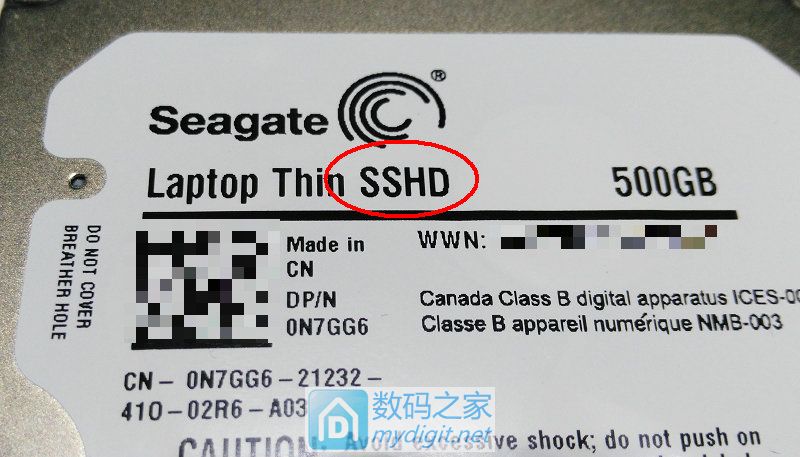 Seagate®
Laptop Thin SSHD 500GB
DO NOT COVER
BREATHER HOLE
Made in
CN
DP/N
0N7GG6
WWN:
Canada Class B digital apparatus ICES-00
Classe B appareil numérique NMB-003
CN- 0N7GG6-21232-
410-02R6-A03
数码之家
mydigit.net
CAUTION: Avoid excessive shock; do not push on